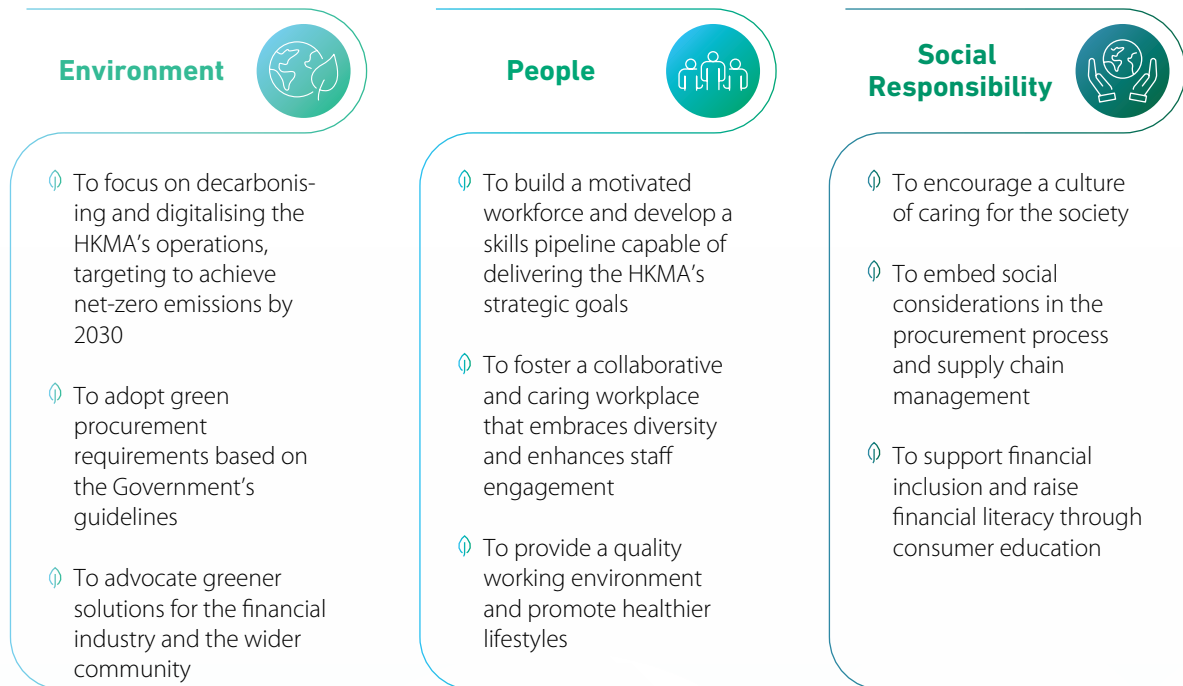 Environment
To focus on decarbonis-
ing and digitalising the
HKMA’s operations,
targeting to achieve
net-zero emissions by
2030
To adopt green
procurement
requirements based on
the Government’s
guidelines
To advocate greener
solutions for the financial
industry and the wider
community
People
To build a motivated
workforce and develop a
skills pipeline capable of
delivering the HKMA’s
strategic goals
To foster a collaborative
and caring workplace
that embraces diversity
and enhances staff
engagement
To provide a quality
working environment
and promote healthier
lifestyles
Social
Responsibility
To encourage a culture
of caring for the society
To embed social
considerations in the
procurement process
and supply chain
management
To support financial
inclusion and raise
financial literacy through
consumer education